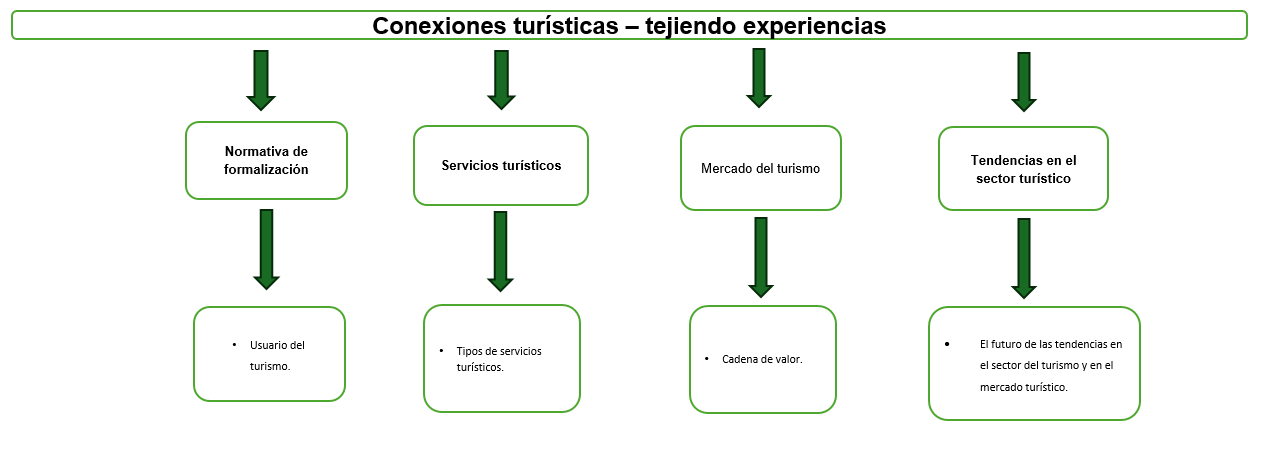 Conexiones turísticas – tejiendo experiencias
Normativa de
formalización
Servicios turísticos
Mercado del turismo
Tendencias en el
sector turístico
• Usuario del
turismo.
• Tipos de servicios
turísticos.
• Cadena de valor.
• El futuro de las tendencias en
el sector del turismo y en el
mercado turístico.